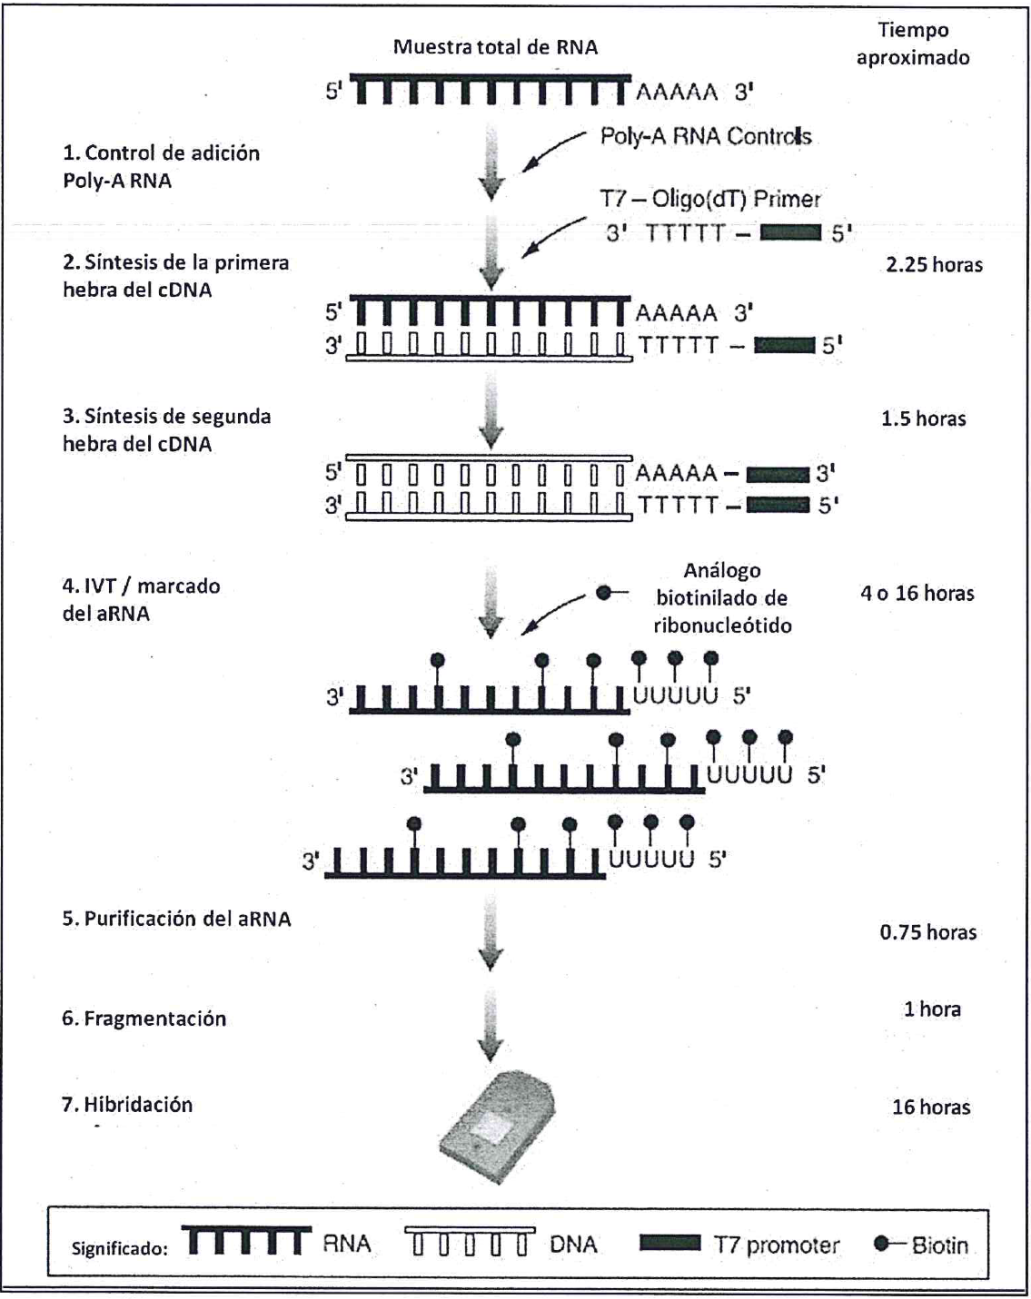 Muestra total de RNA
Tiempo
aproximado
5' AAAAA 3'
Poly-A RNA Controls
1. Control de adición
Poly-A RNA
T7 – Oligo(dT) Primer
3' TTTTT – 5'
2. Síntesis de la primera
hebra del cDNA
2.25 horas
5' AAAAA 3'
3' TTTTT – 5'
3. Síntesis de segunda
hebra del cDNA
1.5 horas
5' AAAAA – 3'
3' TTTTT – 5'
4. IVT / marcado
del aRNA
Análogo
biotinilado de
ribonucleótido
4 o 16 horas
3' UUUUU 5'
3' UUUUU 5'
3' UUUUU 5'
5. Purificación del aRNA
0.75 horas
6. Fragmentación
1 hora
7. Hibridación
16 horas
Significado: RNA DNA T7 promoter Biotin